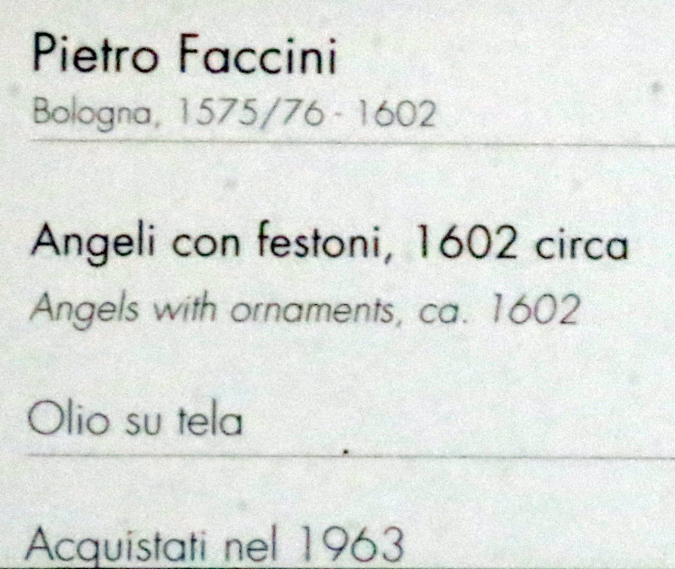 Pietro Faccini
Bologna, 1575/76 - 1602
Angeli con festoni, 1602 circa
Angels with ornaments, ca. 1602
Olio su tela
Acquistati nel 1963